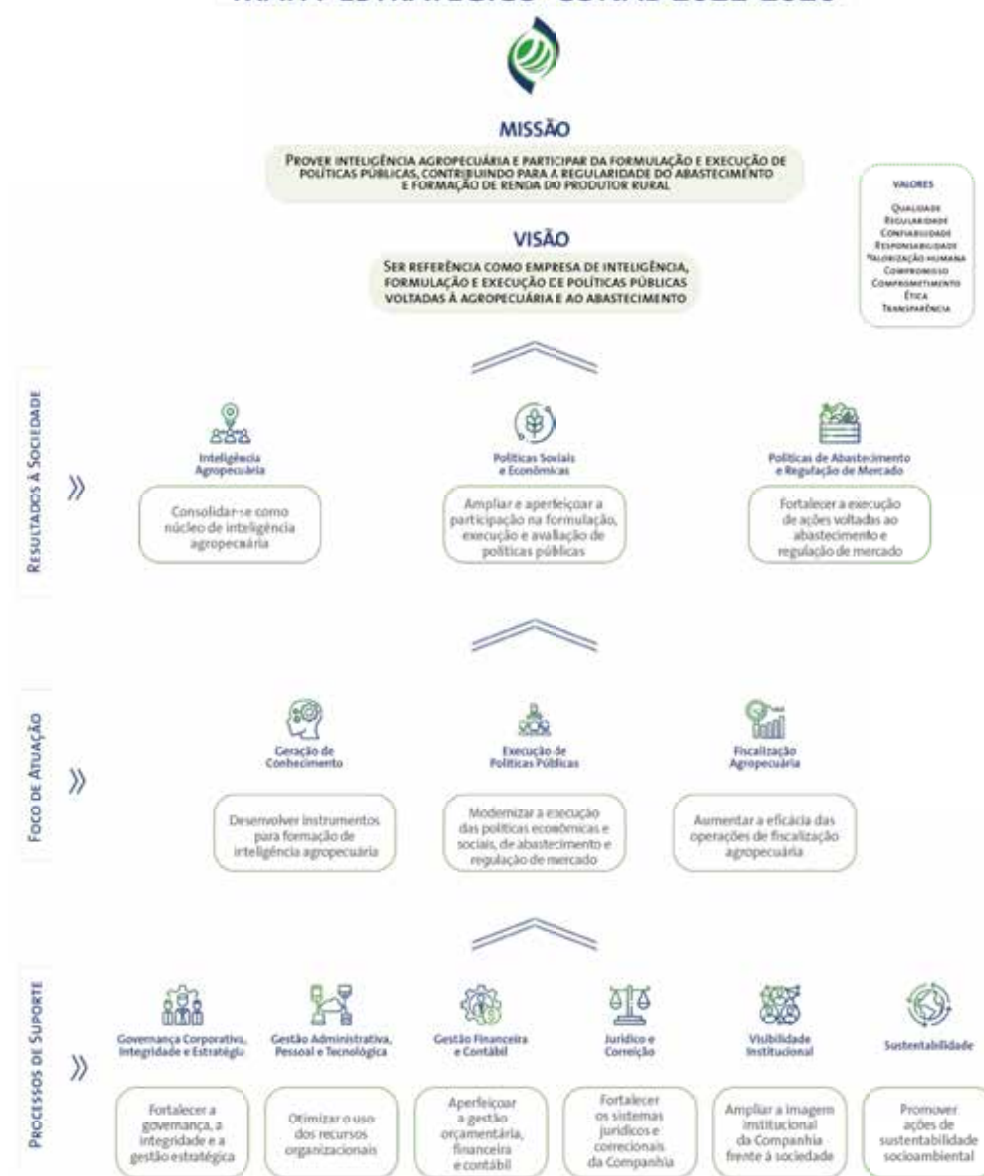 MISSÃO
PROVER INTELIGÊNCIA AGROPECUÁRIA E PARTICIPAR DA FORMULAÇÃO E EXECUÇÃO DE
POLÍTICAS PÚBLICAS, CONTRIBUINDO PARA A REGULARIDADE DO ABASTECIMENTO
E FORMAÇÃO DE RENDA DO PRODUTOR RURAL
VISÃO
SER REFERÊNCIA COMO EMPRESA DE INTELIGÊNCIA,
FORMULAÇÃO E EXECUÇÃO DE POLÍTICAS PÚBLICAS
VOLTADAS À AGROPECUÁRIA E AO ABASTECIMENTO
VALORES
QUALIDADE
REGULARIDADE
CONFIABILIDADE
RESPONSABILIDADE
VALORIZAÇÃO HUMANA
COMPROMISSO
COMPROMETIMENTO
ÉTICA
TRANSPARÊNCIA
RESULTADOS À SOCIEDADE
Inteligência
Agropecuária
Consolidar-se como
núcleo de inteligência
agropecuária
Políticas Sociais
e Econômicas
Ampliar e aperfeiçoar a
participação na formulação,
execução e avaliação de
políticas públicas
Políticas de Abastecimento
e Regulação de Mercado
Fortalecer a execução
de ações voltadas ao
abastecimento e
regulação de mercado
FOCO DE ATUAÇÃO
Geração de
Conhecimento
Desenvolver instrumentos
para formação de
inteligência agropecuária
Execução de
Políticas Públicas
Modernizar a execução
das políticas econômicas e
sociais, de abastecimento e
regulação de mercado
Fiscalização
Agropecuária
Aumentar a eficácia das
operações de fiscalização
agropecuária
PROCESSOS DE SUPORTE
Governança Corporativa,
Integridade e Estratégia
Fortalecer a
governança, a
integridade e a
gestão estratégica
Gestão Administrativa,
Pessoal e Tecnológica
Otimizar o uso
dos recursos
organizacionais
Gestão Financeira
e Contábil
Aperfeiçoar
a gestão
orçamentária,
financeira
e contábil
Jurídico e
Correição
Fortalecer
os sistemas
jurídicos e
correcionais
da Companhia
Visibilidade
Institucional
Ampliar a imagem
institucional
da Companhia
frente à sociedade
Sustentabilidade
Promover
ações de
sustentabilidade
socioambiental